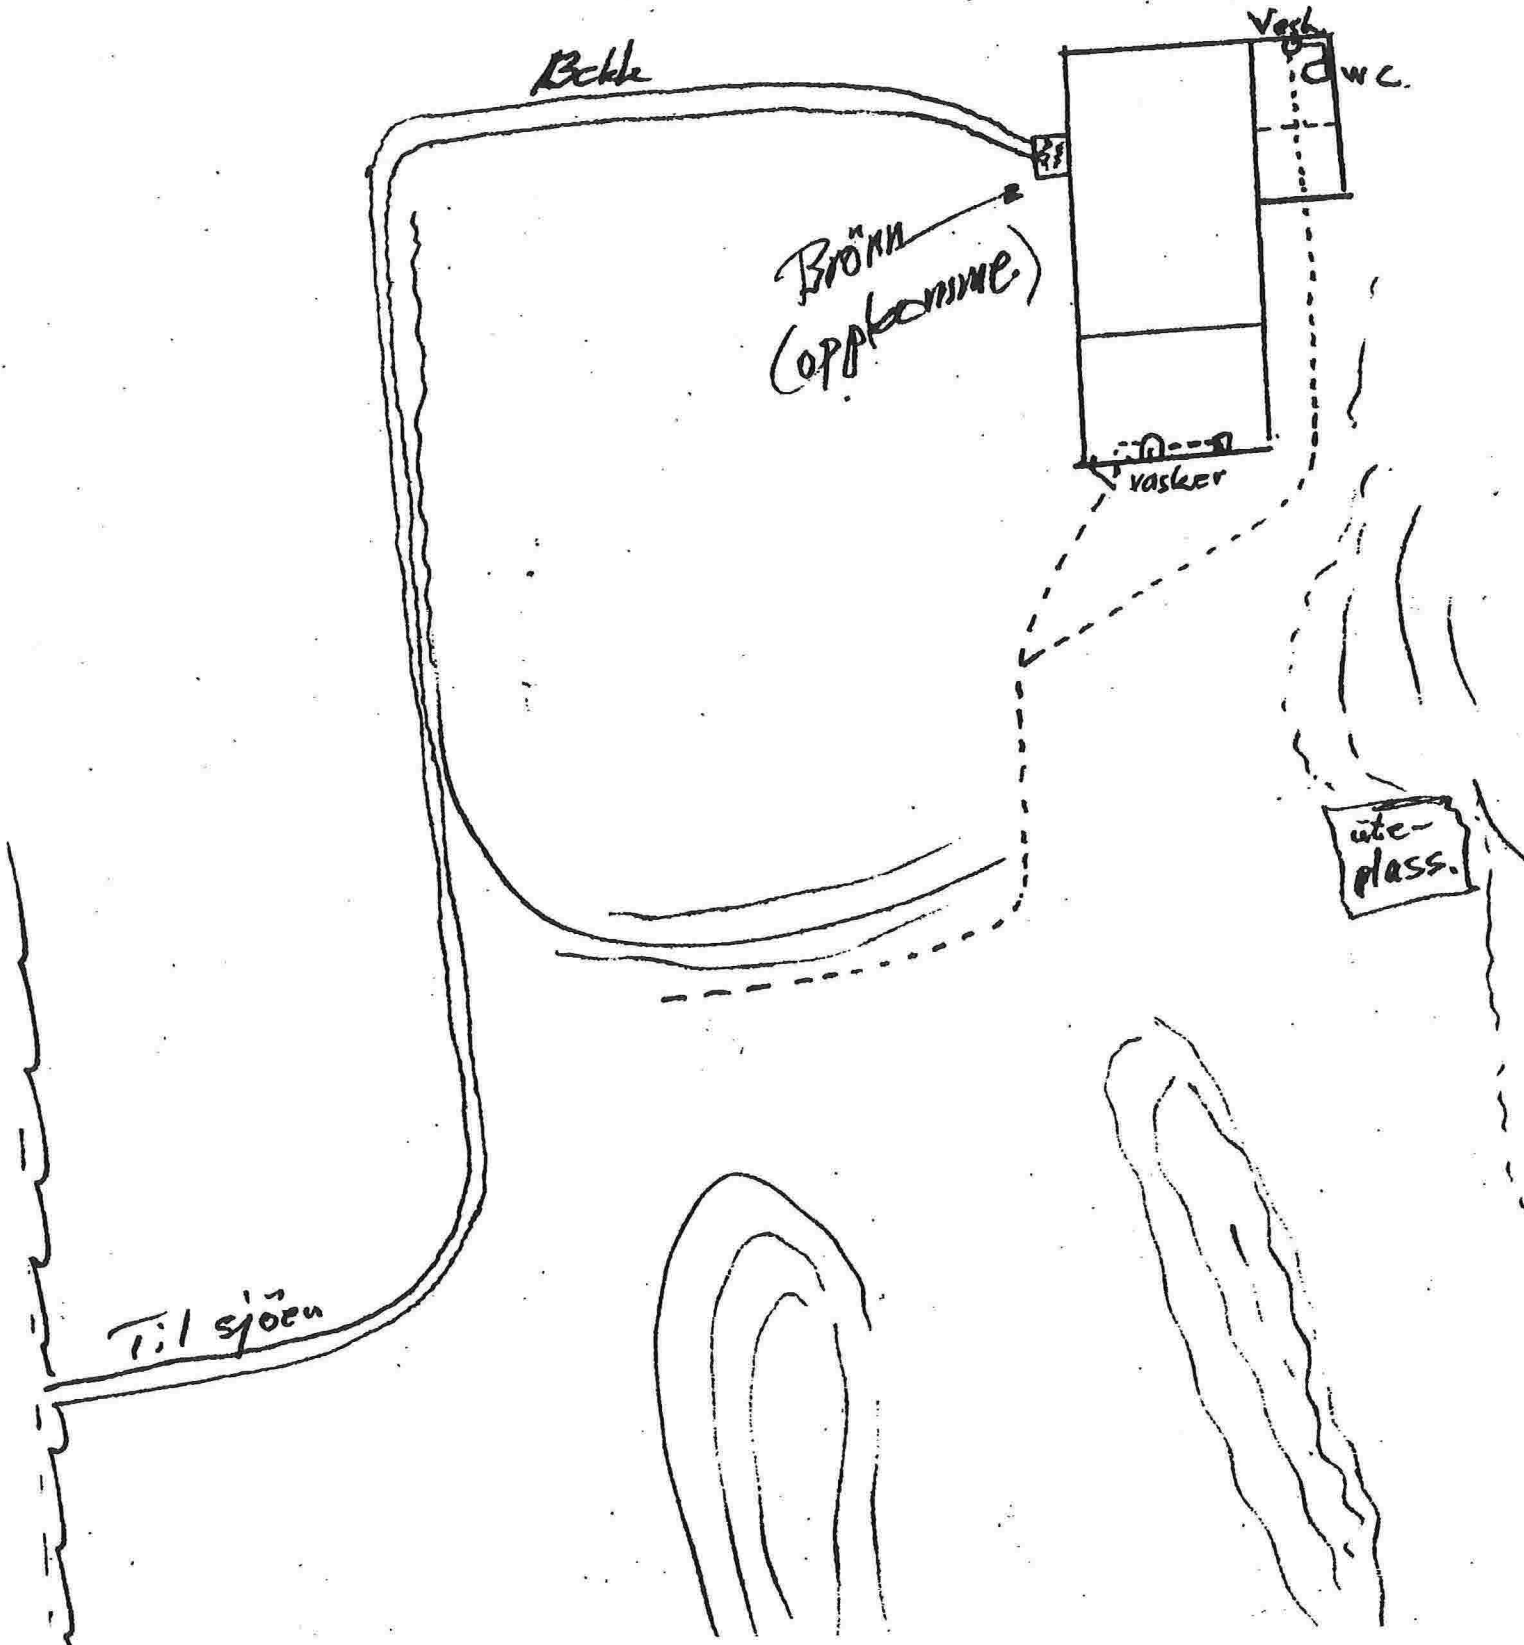 Vask
WC.
Bekk
Brönn
(oppkomme)
vasker
ute-
plass.
Til sjöen